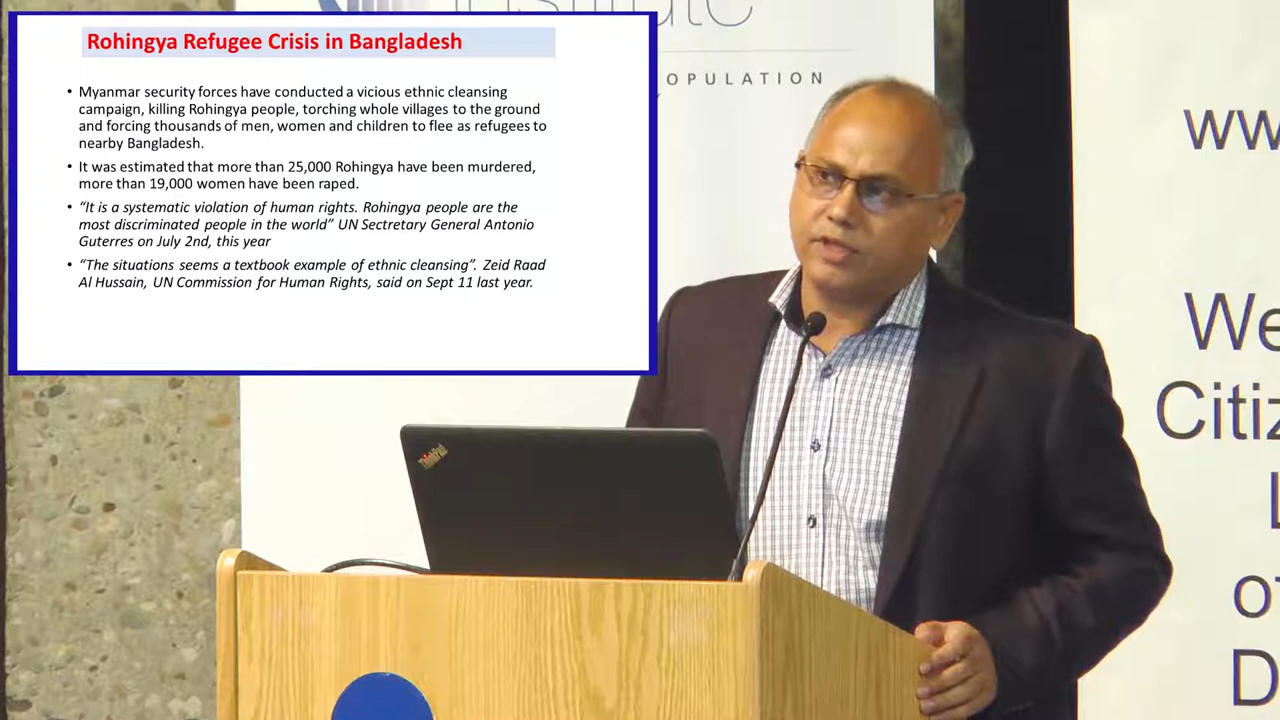 Rohingya Refugee Crisis in Bangladesh
• Myanmar security forces have conducted a vicious ethnic cleansing
campaign, killing Rohingya people, torching whole villages to the ground
and forcing thousands of men, women and children to flee as refugees to
nearby Bangladesh.
• It was estimated that more than 25,000 Rohingya have been murdered,
more than 19,000 women have been raped.
• “It is a systematic violation of human rights. Rohingya people are the
most discriminated people in the world” UN Sectretary General Antonio
Guterres on July 2nd, this year
• “The situations seems a textbook example of ethnic cleansing”. Zeid Raad
Al Hussain, UN Commission for Human Rights, said on Sept 11 last year.
OPULATION
ThinkPad
ww
We
Citiz
L
of
D